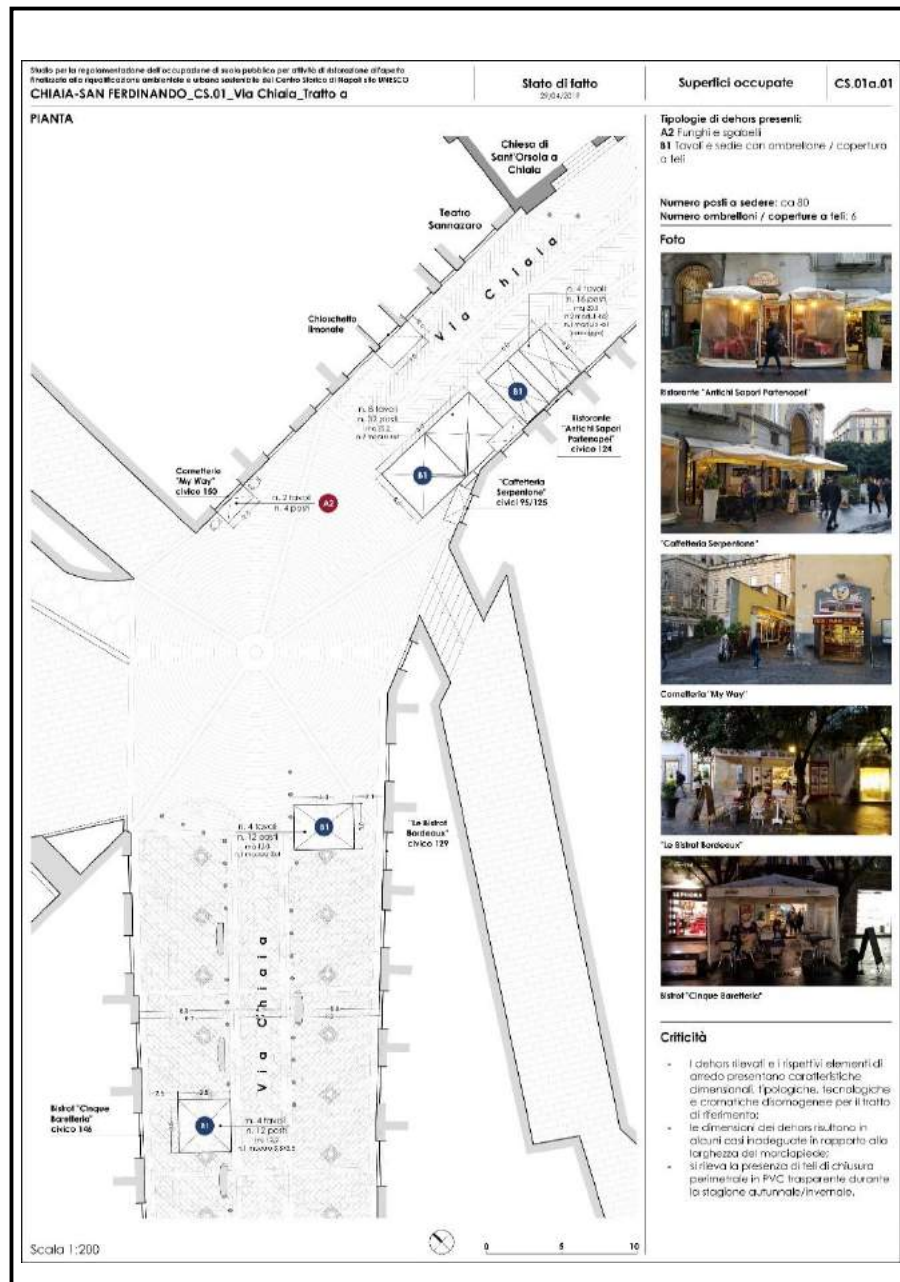 Studio per la regolamentazione dell'occupazione di suolo pubblico per attività di ristorazione all'aperto
finalizzata alla riqualificazione ambientale e urbana sostenibile del Centro Storico di Napoli sito UNESCO
CHIAIA-SAN FERDINANDO_CS.01_Via Chiaia_Tratto a
Stato di fatto
29/04/2019
Superfici occupate
CS.01a.01
PIANTA
Chiesa di
Sant'Orsola a
Chiaia
Teatro
Sannazaro
Via Chiaia
Chioschetto
limonate
n. 4 tavoli
n. 16 posti
B1
n. 8 tavoli
n. 32 posti
B1
Ristorante
"Antichi Sapori
Partenopei"
civico 124
"Caffetteria
Serpentone"
civici 95/125
Cornetteria
"My Way"
civico 150
n. 2 tavoli
n. 4 posti
A2
n. 4 tavoli
n. 12 posti
B1
"Le Bistrot
Bordeaux"
civico 129
Via Chiaia
Bistrot "Cinque
Baretteria"
civico 146
B1
n. 4 tavoli
n. 12 posti
Scala 1:200
0 5 10
Tipologie di dehors presenti:
A2 Funghi e sgabelli
B1 Tavoli e sedie con ombrellone / copertura
a teli
Numero posti a sedere: ca 80
Numero ombrelloni / coperture a teli: 6
Foto
Ristorante "Antichi Sapori Partenopei"
"Caffetteria Serpentone"
Cornetteria "My Way"
"Le Bistrot Bordeaux"
SEPHORA
Bistrot "Cinque Baretteria"
Criticità
- I dehors rilevati e i rispettivi elementi di
arredo presentano caratteristiche
dimensionali, tipologiche, tecnologiche
e cromatiche disomogenee per il tratto
di riferimento;
- le dimensioni dei dehors risultano in
alcuni casi inadeguate in rapporto alla
larghezza del marciapiede;
- si rileva la presenza di teli di chiusura
perimetrale in PVC trasparente durante
la stagione autunnale/invernale.